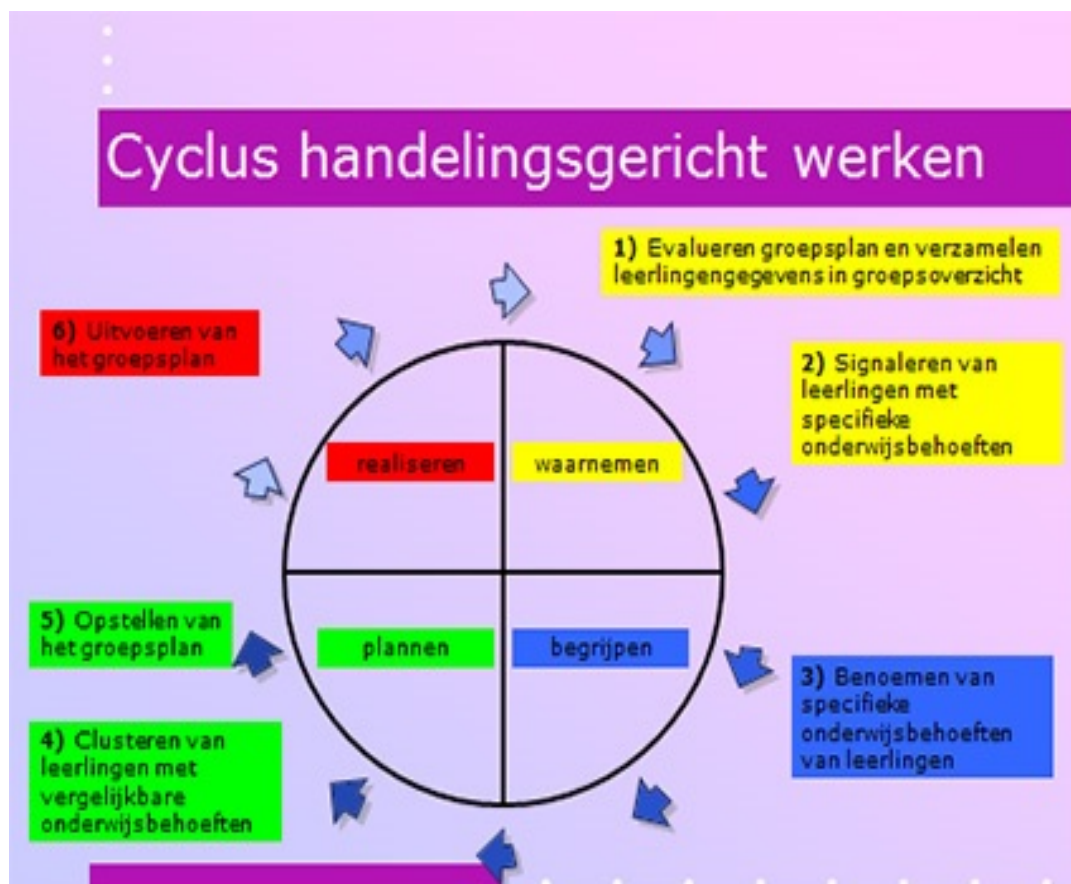 Cyclus handelingsgericht werken
1) Evalueren groepsplan en verzamelen
leerlingengegevens in groepsoverzicht
6) Uitvoeren van
het groepsplan
2) Signaleren van
leerlingen met
specifieke
onderwijsbehoeften
realiseren
waarnemen
5) Opstellen van
het groepsplan
plannen
begrijpen
3) Benoemen van
specifieke
onderwijsbehoeften
van leerlingen
4) Clusteren van
leerlingen met
vergelijkbare
onderwijsbehoeften